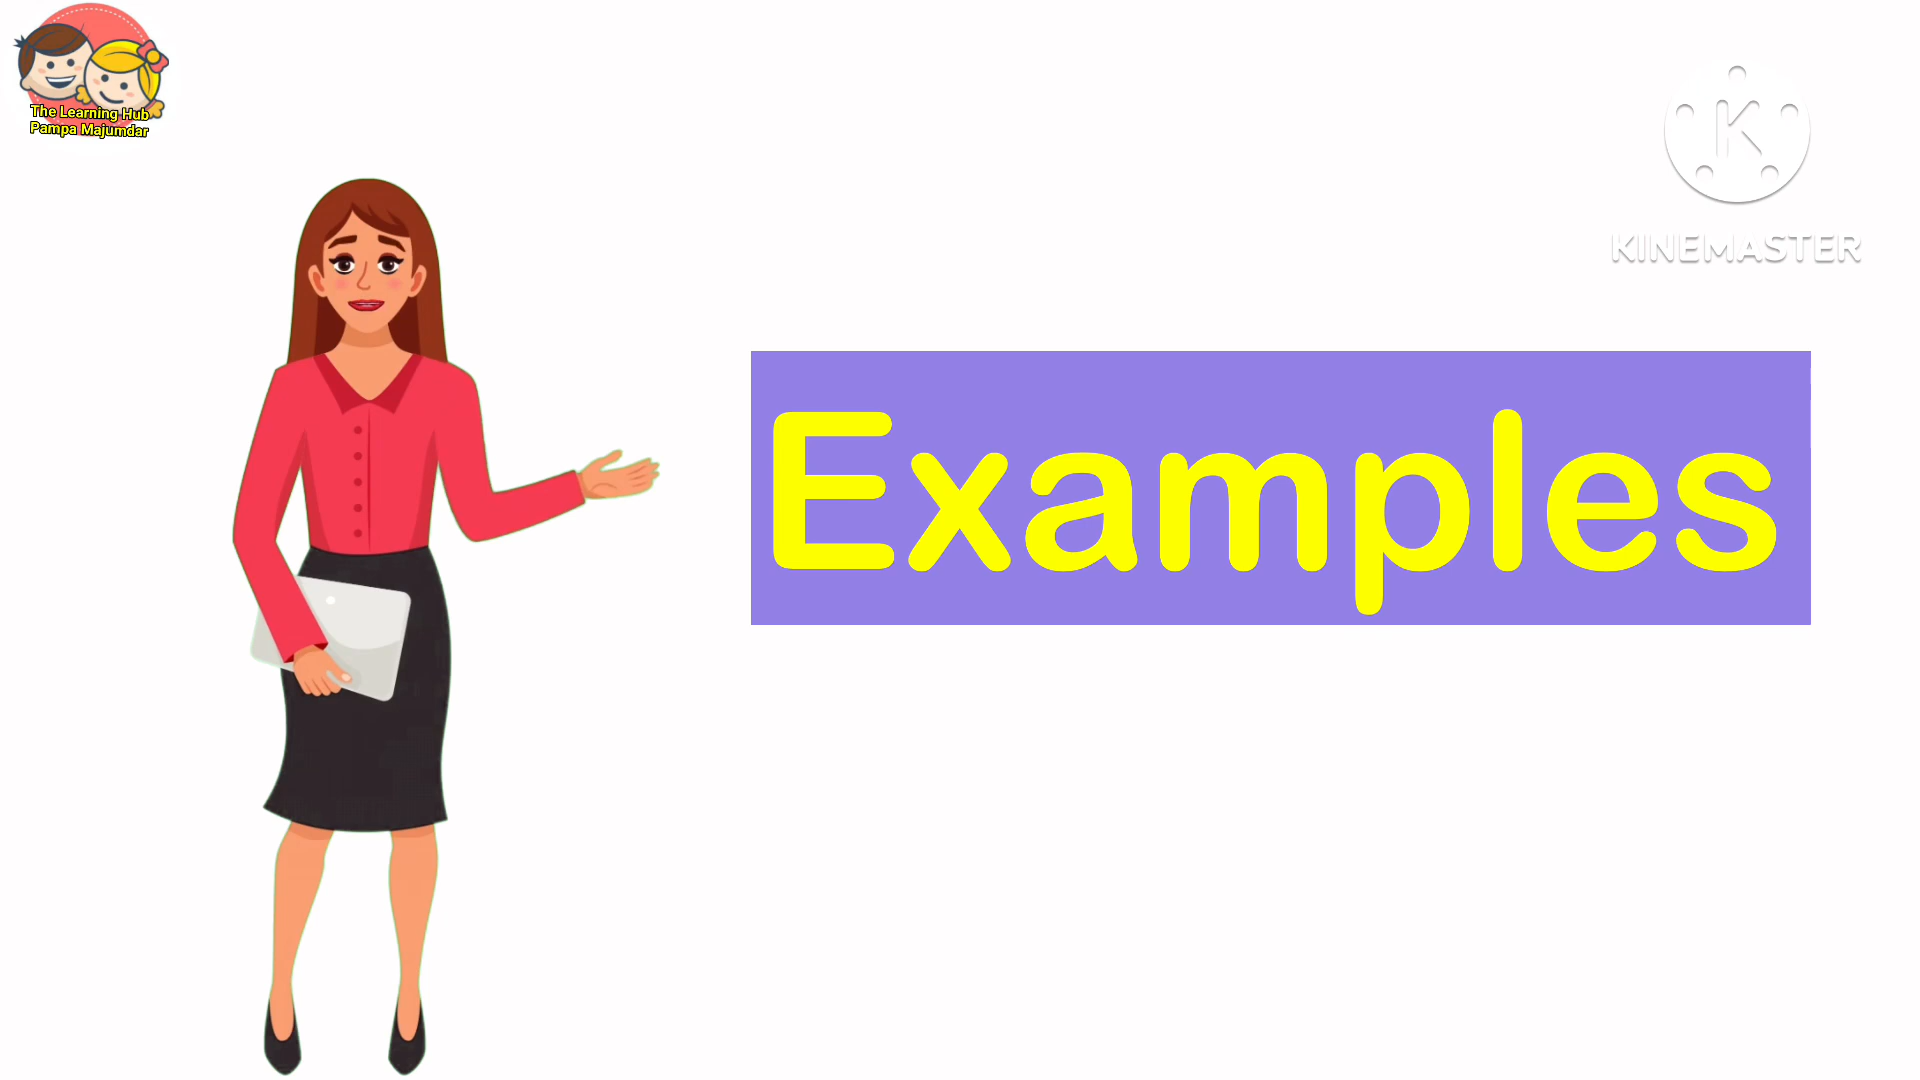 The Learning Hub
Pampa Majumdar
K
KINEMASTER
Examples